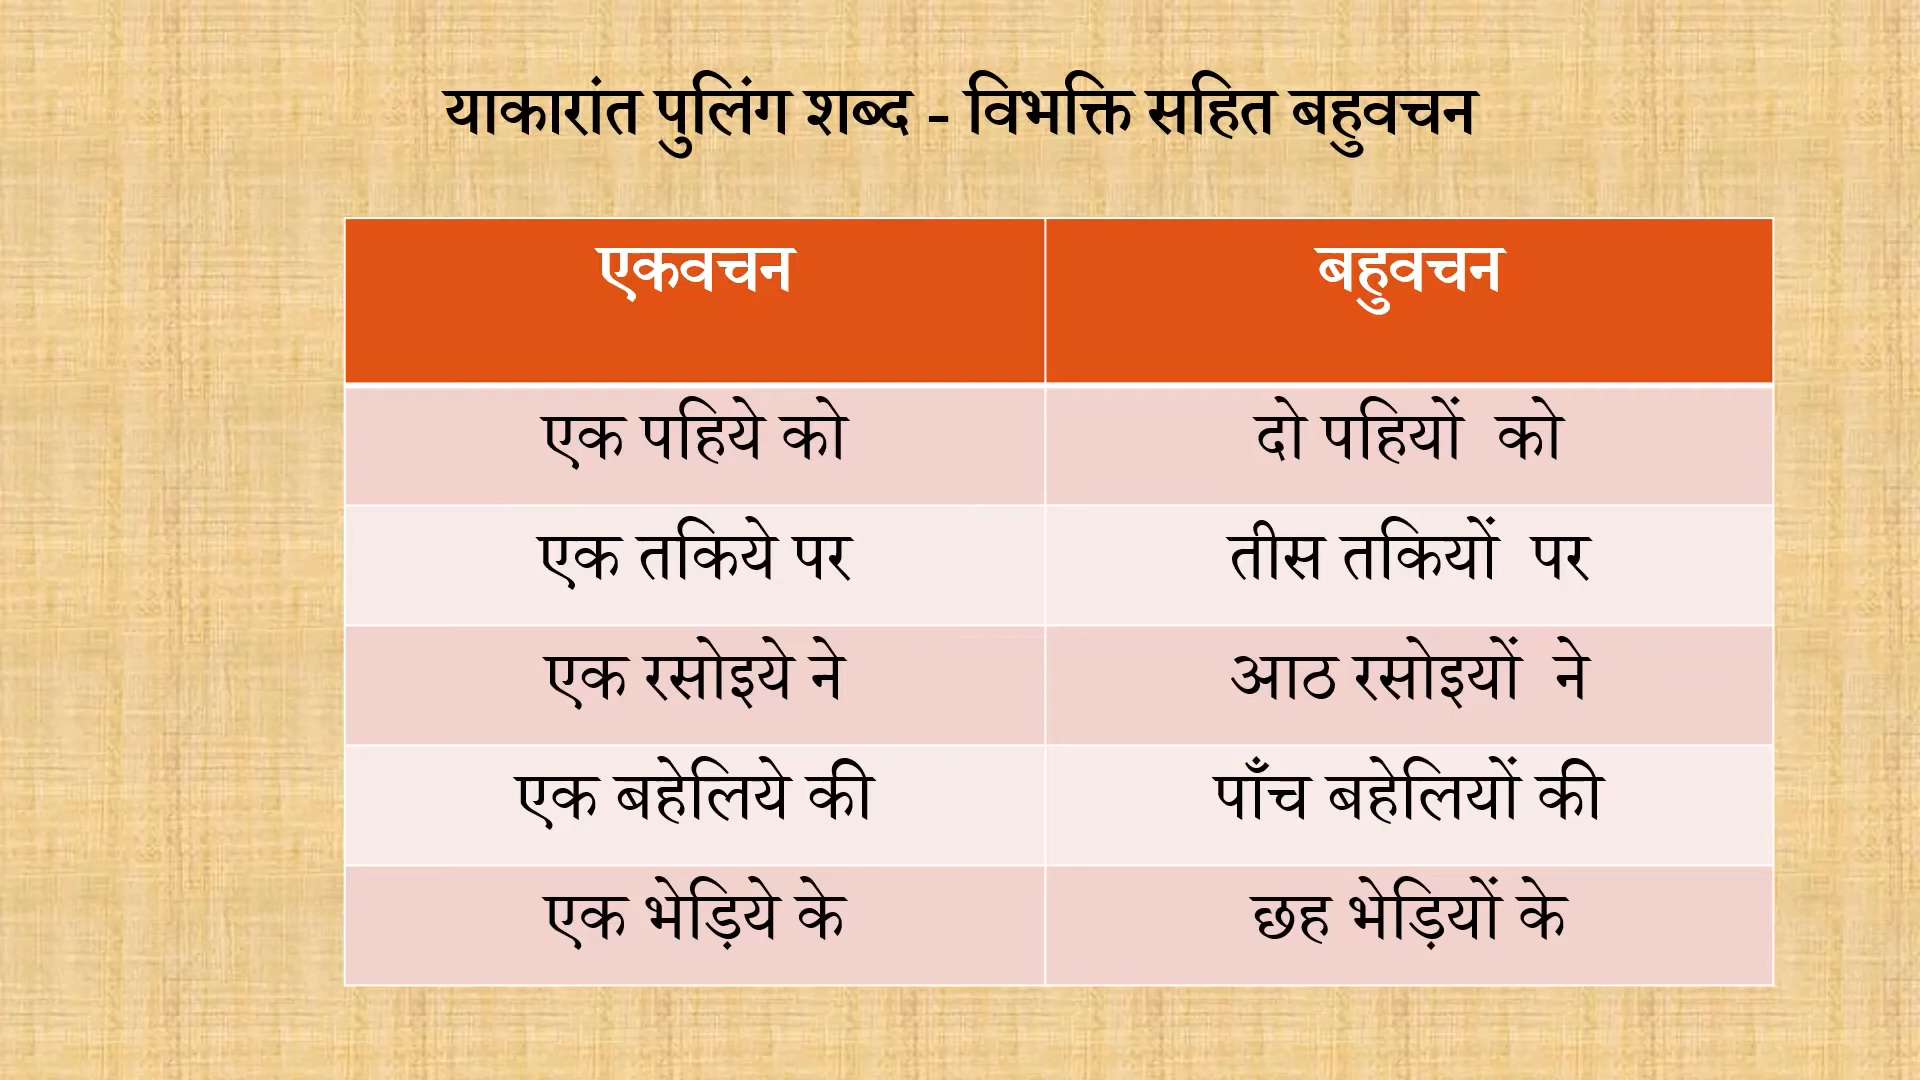 याकारांत पुलिंग शब्द - विभक्ति सहित बहुवचन
एकवचन बहुवचन
एक पहिये को दो पहियों को
एक तकिये पर तीस तकियों पर
एक रसोइये ने आठ रसोइयों ने
एक बहेलिये की पाँच बहेलियों की
एक भेड़िये के छह भेड़ियों के